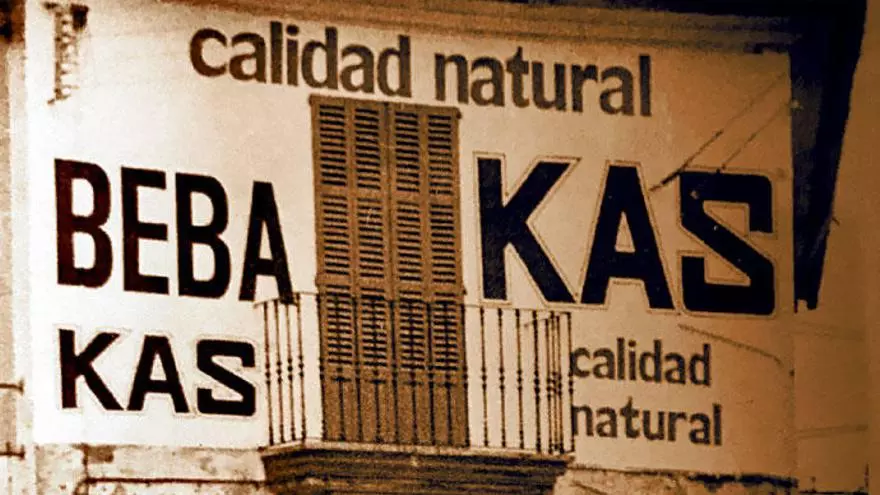 calidad natural
BEBA KAS
KAS
calidad
natural